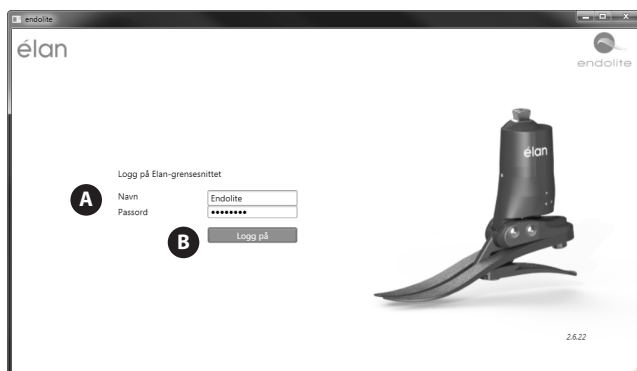 endolite
élan
endolite
élan
Logg på Elan-grensesnittet
A
Navn
Endolite
Passord
••••••••
B
Logg på
2.6.22